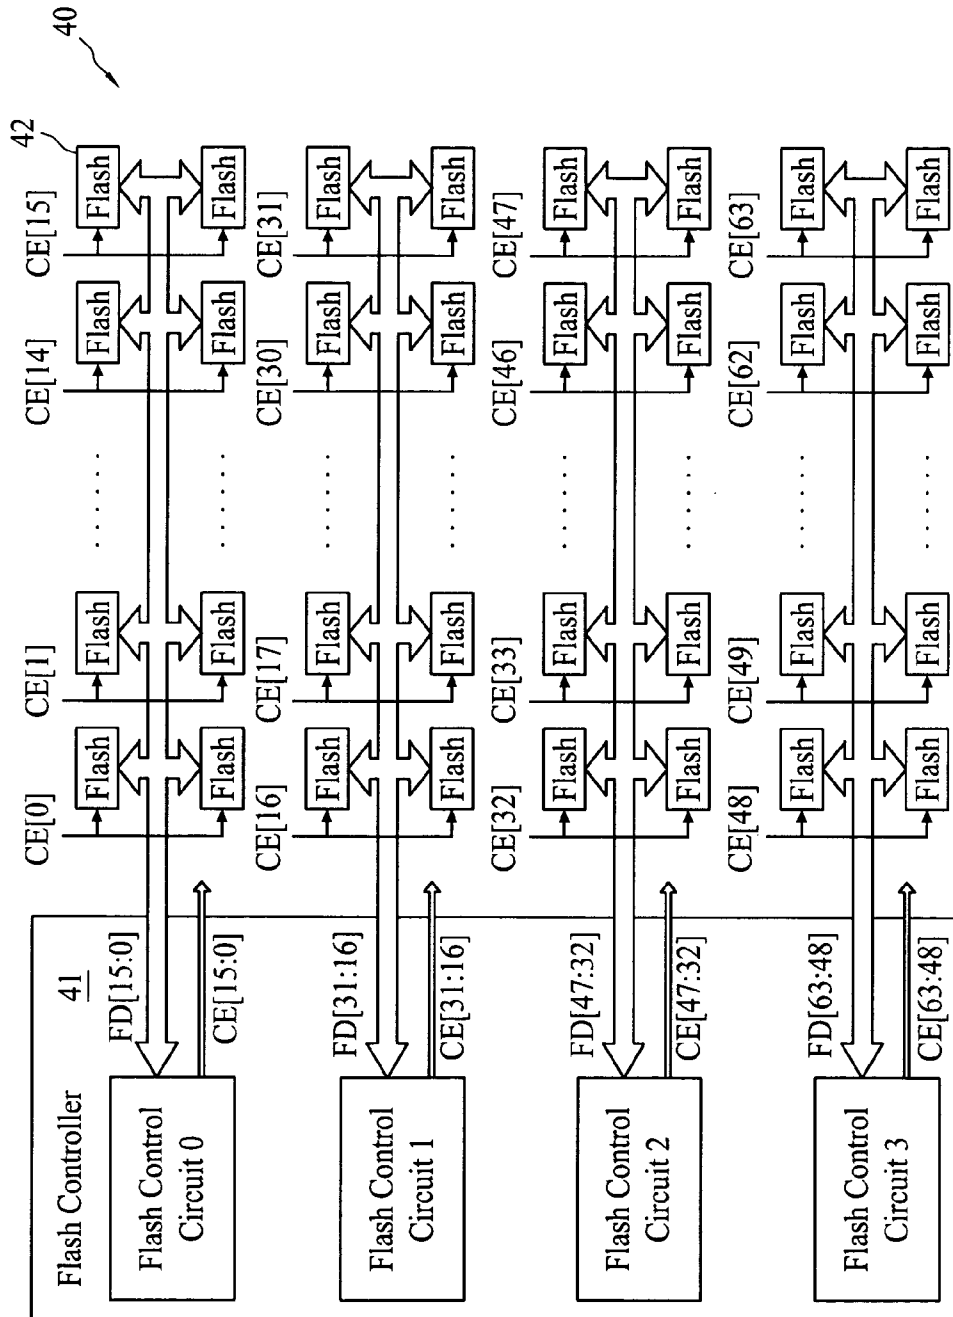 40
42
Flash Controller
41
Flash Control
Circuit 0
FD[15:0]
CE[15:0]
CE[0]
Flash
Flash
CE[1]
Flash
Flash
. . . . . .
. . . . . .
CE[14]
Flash
Flash
CE[15]
Flash
Flash
Flash Control
Circuit 1
FD[31:16]
CE[31:16]
CE[16]
Flash
Flash
CE[17]
Flash
Flash
. . . . . .
. . . . . .
CE[30]
Flash
Flash
CE[31]
Flash
Flash
Flash Control
Circuit 2
FD[47:32]
CE[47:32]
CE[32]
Flash
Flash
CE[33]
Flash
Flash
. . . . . .
. . . . . .
CE[46]
Flash
Flash
CE[47]
Flash
Flash
Flash Control
Circuit 3
FD[63:48]
CE[63:48]
CE[48]
Flash
Flash
CE[49]
Flash
Flash
. . . . . .
. . . . . .
CE[62]
Flash
Flash
CE[63]
Flash
Flash